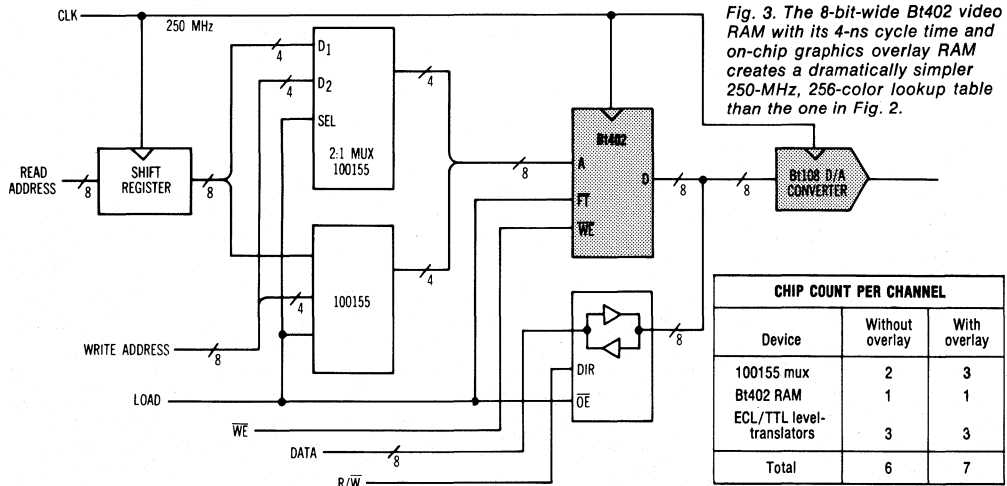 CLK
250 MHz
Fig. 3. The 8-bit-wide Bt402 video
RAM with its 4-ns cycle time and
on-chip graphics overlay RAM
creates a dramatically simpler
250-MHz, 256-color lookup table
than the one in Fig. 2.
4
D1
4
D2
SEL
2:1 MUX
100155
4
READ
ADDRESS
8
SHIFT
REGISTER
8
8
Bt402
A
D
FT
WE
8
8
Bt108 D/A
CONVERTER
100155
4
4
WRITE ADDRESS
8
LOAD
WE
DATA
8
R/W
DIR
OE
8
CHIP COUNT PER CHANNEL
Device Without overlay With overlay
100155 mux 2 3
Bt402 RAM 1 1
ECL/TTL level-
translators 3 3
Total 6 7